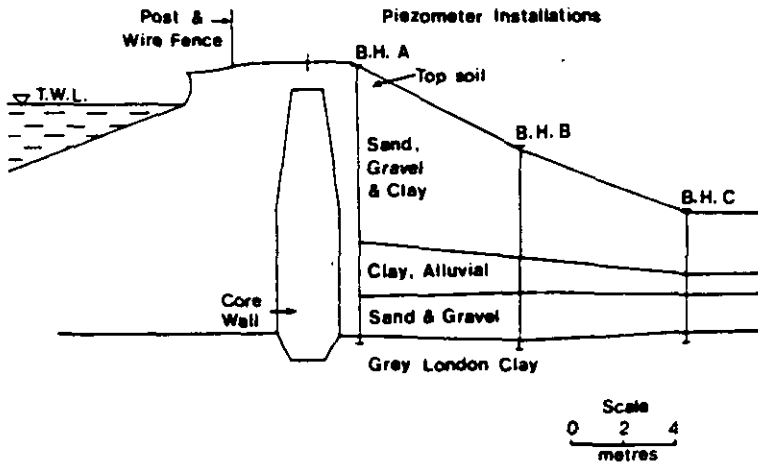 Post &
Wire Fence
Piezometer Installations
B.H. A
Top soil
T.W.L.
B.H. B
Sand,
Gravel
& Clay
B.H. C
Clay, Alluvial
Core
Wall
Sand & Gravel
Grey London Clay
Scale
0 2 4
metres